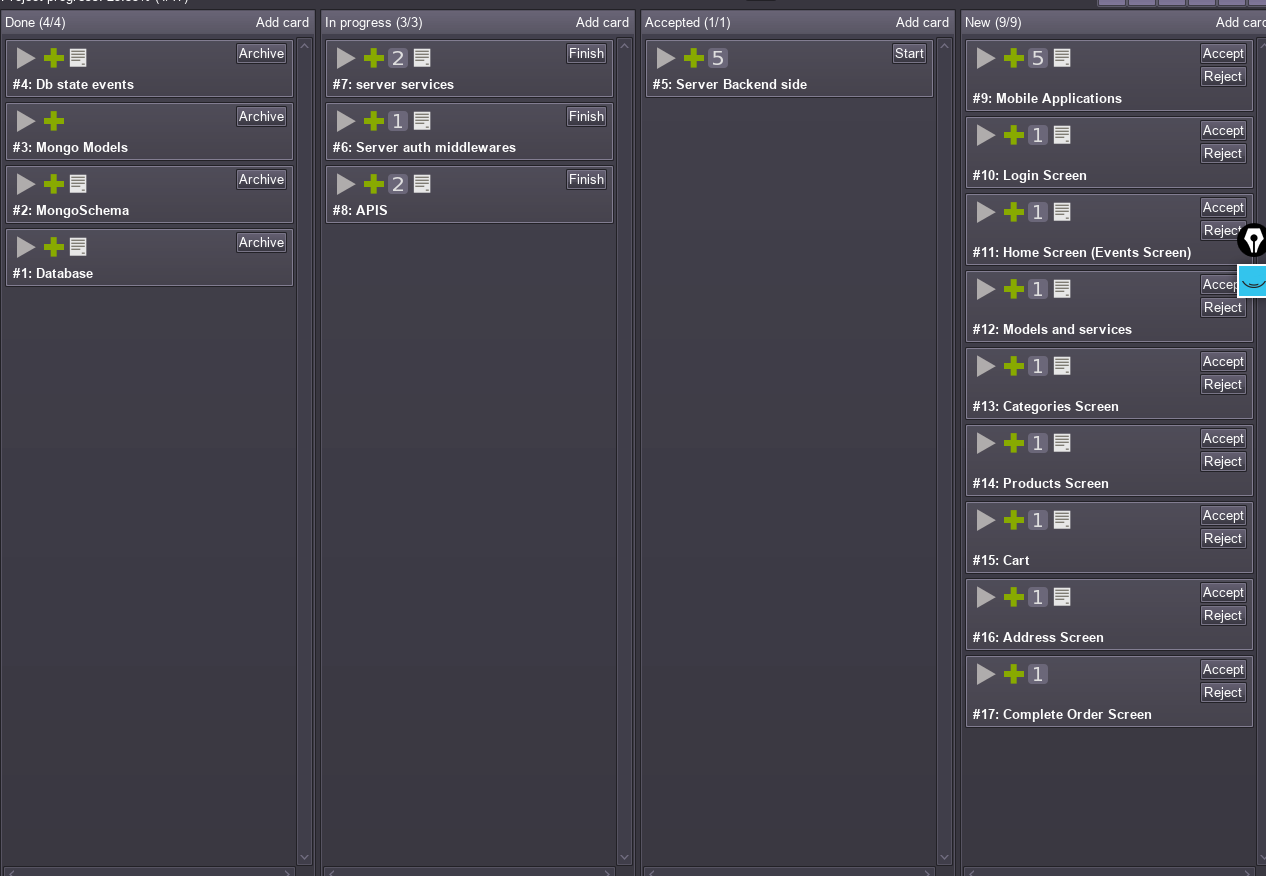 Done (4/4) Add card
Archive
#4: Db state events
Archive
#3: Mongo Models
Archive
#2: MongoSchema
Archive
#1: Database
In progress (3/3) Add card
2 Finish
#7: server services
1 Finish
#6: Server auth middlewares
2 Finish
#8: APIS
Accepted (1/1) Add card
5 Start
#5: Server Backend side
New (9/9) Add card
5 Accept
Reject
#9: Mobile Applications
1 Accept
Reject
#10: Login Screen
1 Accept
Reject
#11: Home Screen (Events Screen)
1 Accept
Reject
#12: Models and services
1 Accept
Reject
#13: Categories Screen
1 Accept
Reject
#14: Products Screen
1 Accept
Reject
#15: Cart
1 Accept
Reject
#16: Address Screen
1 Accept
Reject
#17: Complete Order Screen